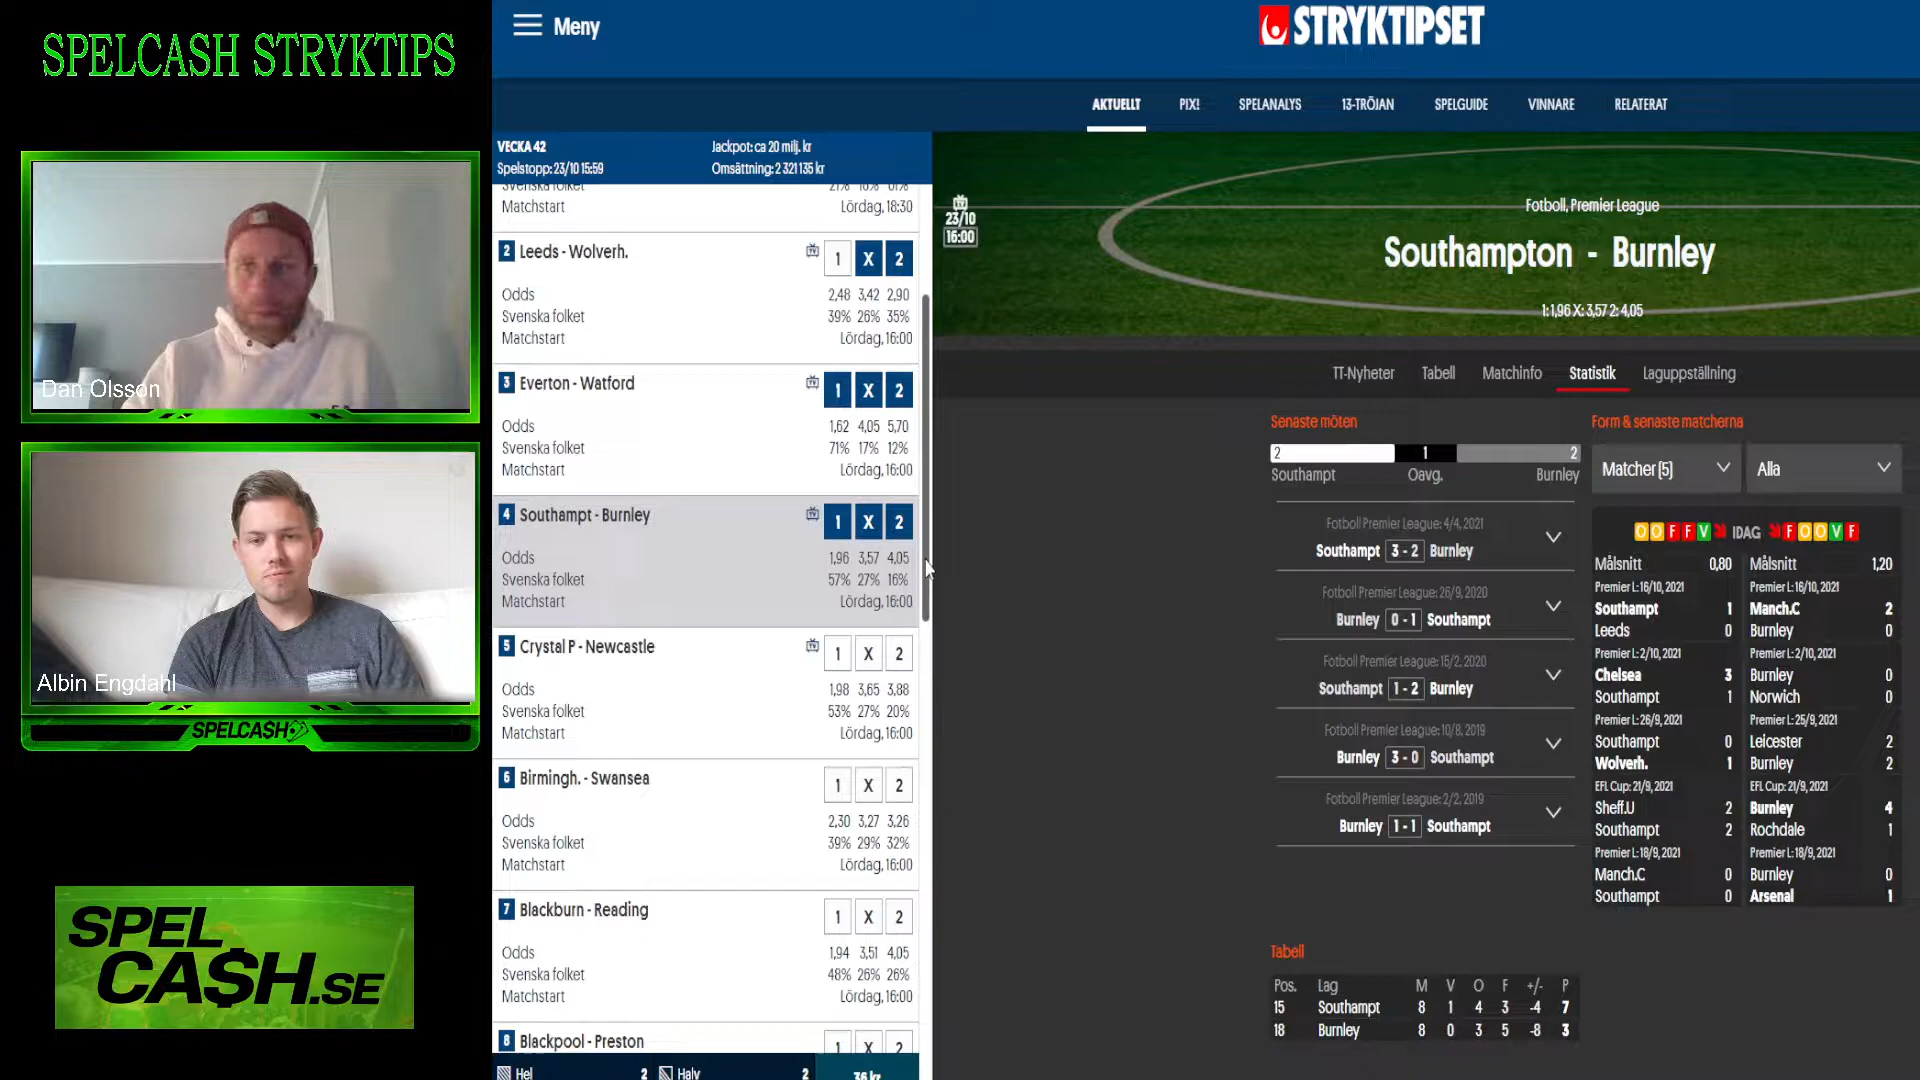 SPELCASH STRYKTIPS
Dan Olsson
Albin Engdahl
SPELCA$H
SPEL
CA$H.SE
Meny
STRYKTIPSET
AKTUELLT PIX! SPELANALYS 13-TRÖJAN SPELGUIDE VINNARE RELATERAT
VECKA 42 Jackpot: ca 20 milj. kr
Spelstopp: 23/10 15:59 Omsättning: 2 321 135 kr
Svenska folket 21% 18% 61%
Matchstart Lördag, 18:30
2 Leeds - Wolverh. TV 1 X 2
Odds 2,48 3,42 2,90
Svenska folket 39% 26% 35%
Matchstart Lördag, 16:00
3 Everton - Watford TV 1 X 2
Odds 1,62 4,05 5,70
Svenska folket 71% 17% 12%
Matchstart Lördag, 16:00
4 Southampt - Burnley TV 1 X 2
Odds 1,96 3,57 4,05
Svenska folket 57% 27% 16%
Matchstart Lördag, 16:00
5 Crystal P - Newcastle TV 1 X 2
Odds 1,98 3,65 3,88
Svenska folket 53% 27% 20%
Matchstart Lördag, 16:00
6 Birmingh. - Swansea 1 X 2
Odds 2,30 3,27 3,26
Svenska folket 39% 29% 32%
Matchstart Lördag, 16:00
7 Blackburn - Reading 1 X 2
Odds 1,94 3,51 4,05
Svenska folket 48% 26% 26%
Matchstart Lördag, 16:00
8 Blackpool - Preston 1 X 2
Hel 2 Halv 2 36 kr
TV
23/10
16:00
Fotboll, Premier League
Southampton - Burnley
1: 1,96 X: 3,57 2: 4,05
TT-Nyheter Tabell Matchinfo Statistik Laguppställning
Senaste möten
2 1 2
Southampt Oavg. Burnley
Fotboll Premier League: 4/4, 2021
Southampt 3 - 2 Burnley
Fotboll Premier League: 26/9, 2020
Burnley 0 - 1 Southampt
Fotboll Premier League: 15/2, 2020
Southampt 1 - 2 Burnley
Fotboll Premier League: 10/8, 2019
Burnley 3 - 0 Southampt
Fotboll Premier League: 2/2, 2019
Burnley 1 - 1 Southampt
Form & senaste matcherna
Matcher (5) Alla
O O F F V IDAG F O O V F
Målsnitt 0,80 Målsnitt 1,20
Premier L: 16/10, 2021 Premier L: 16/10, 2021
Southampt 1 Manch.C 2
Leeds 0 Burnley 0
Premier L: 2/10, 2021 Premier L: 2/10, 2021
Chelsea 3 Burnley 0
Southampt 1 Norwich 0
Premier L: 26/9, 2021 Premier L: 25/9, 2021
Southampt 0 Leicester 2
Wolverh. 1 Burnley 2
EFL Cup: 21/9, 2021 EFL Cup: 21/9, 2021
Sheff.U 2 Burnley 4
Southampt 2 Rochdale 1
Premier L: 18/9, 2021 Premier L: 18/9, 2021
Manch.C 0 Burnley 0
Southampt 0 Arsenal 1
Tabell
Pos. Lag M V O F +/- P
15 Southampt 8 1 4 3 -4 7
18 Burnley 8 0 3 5 -8 3